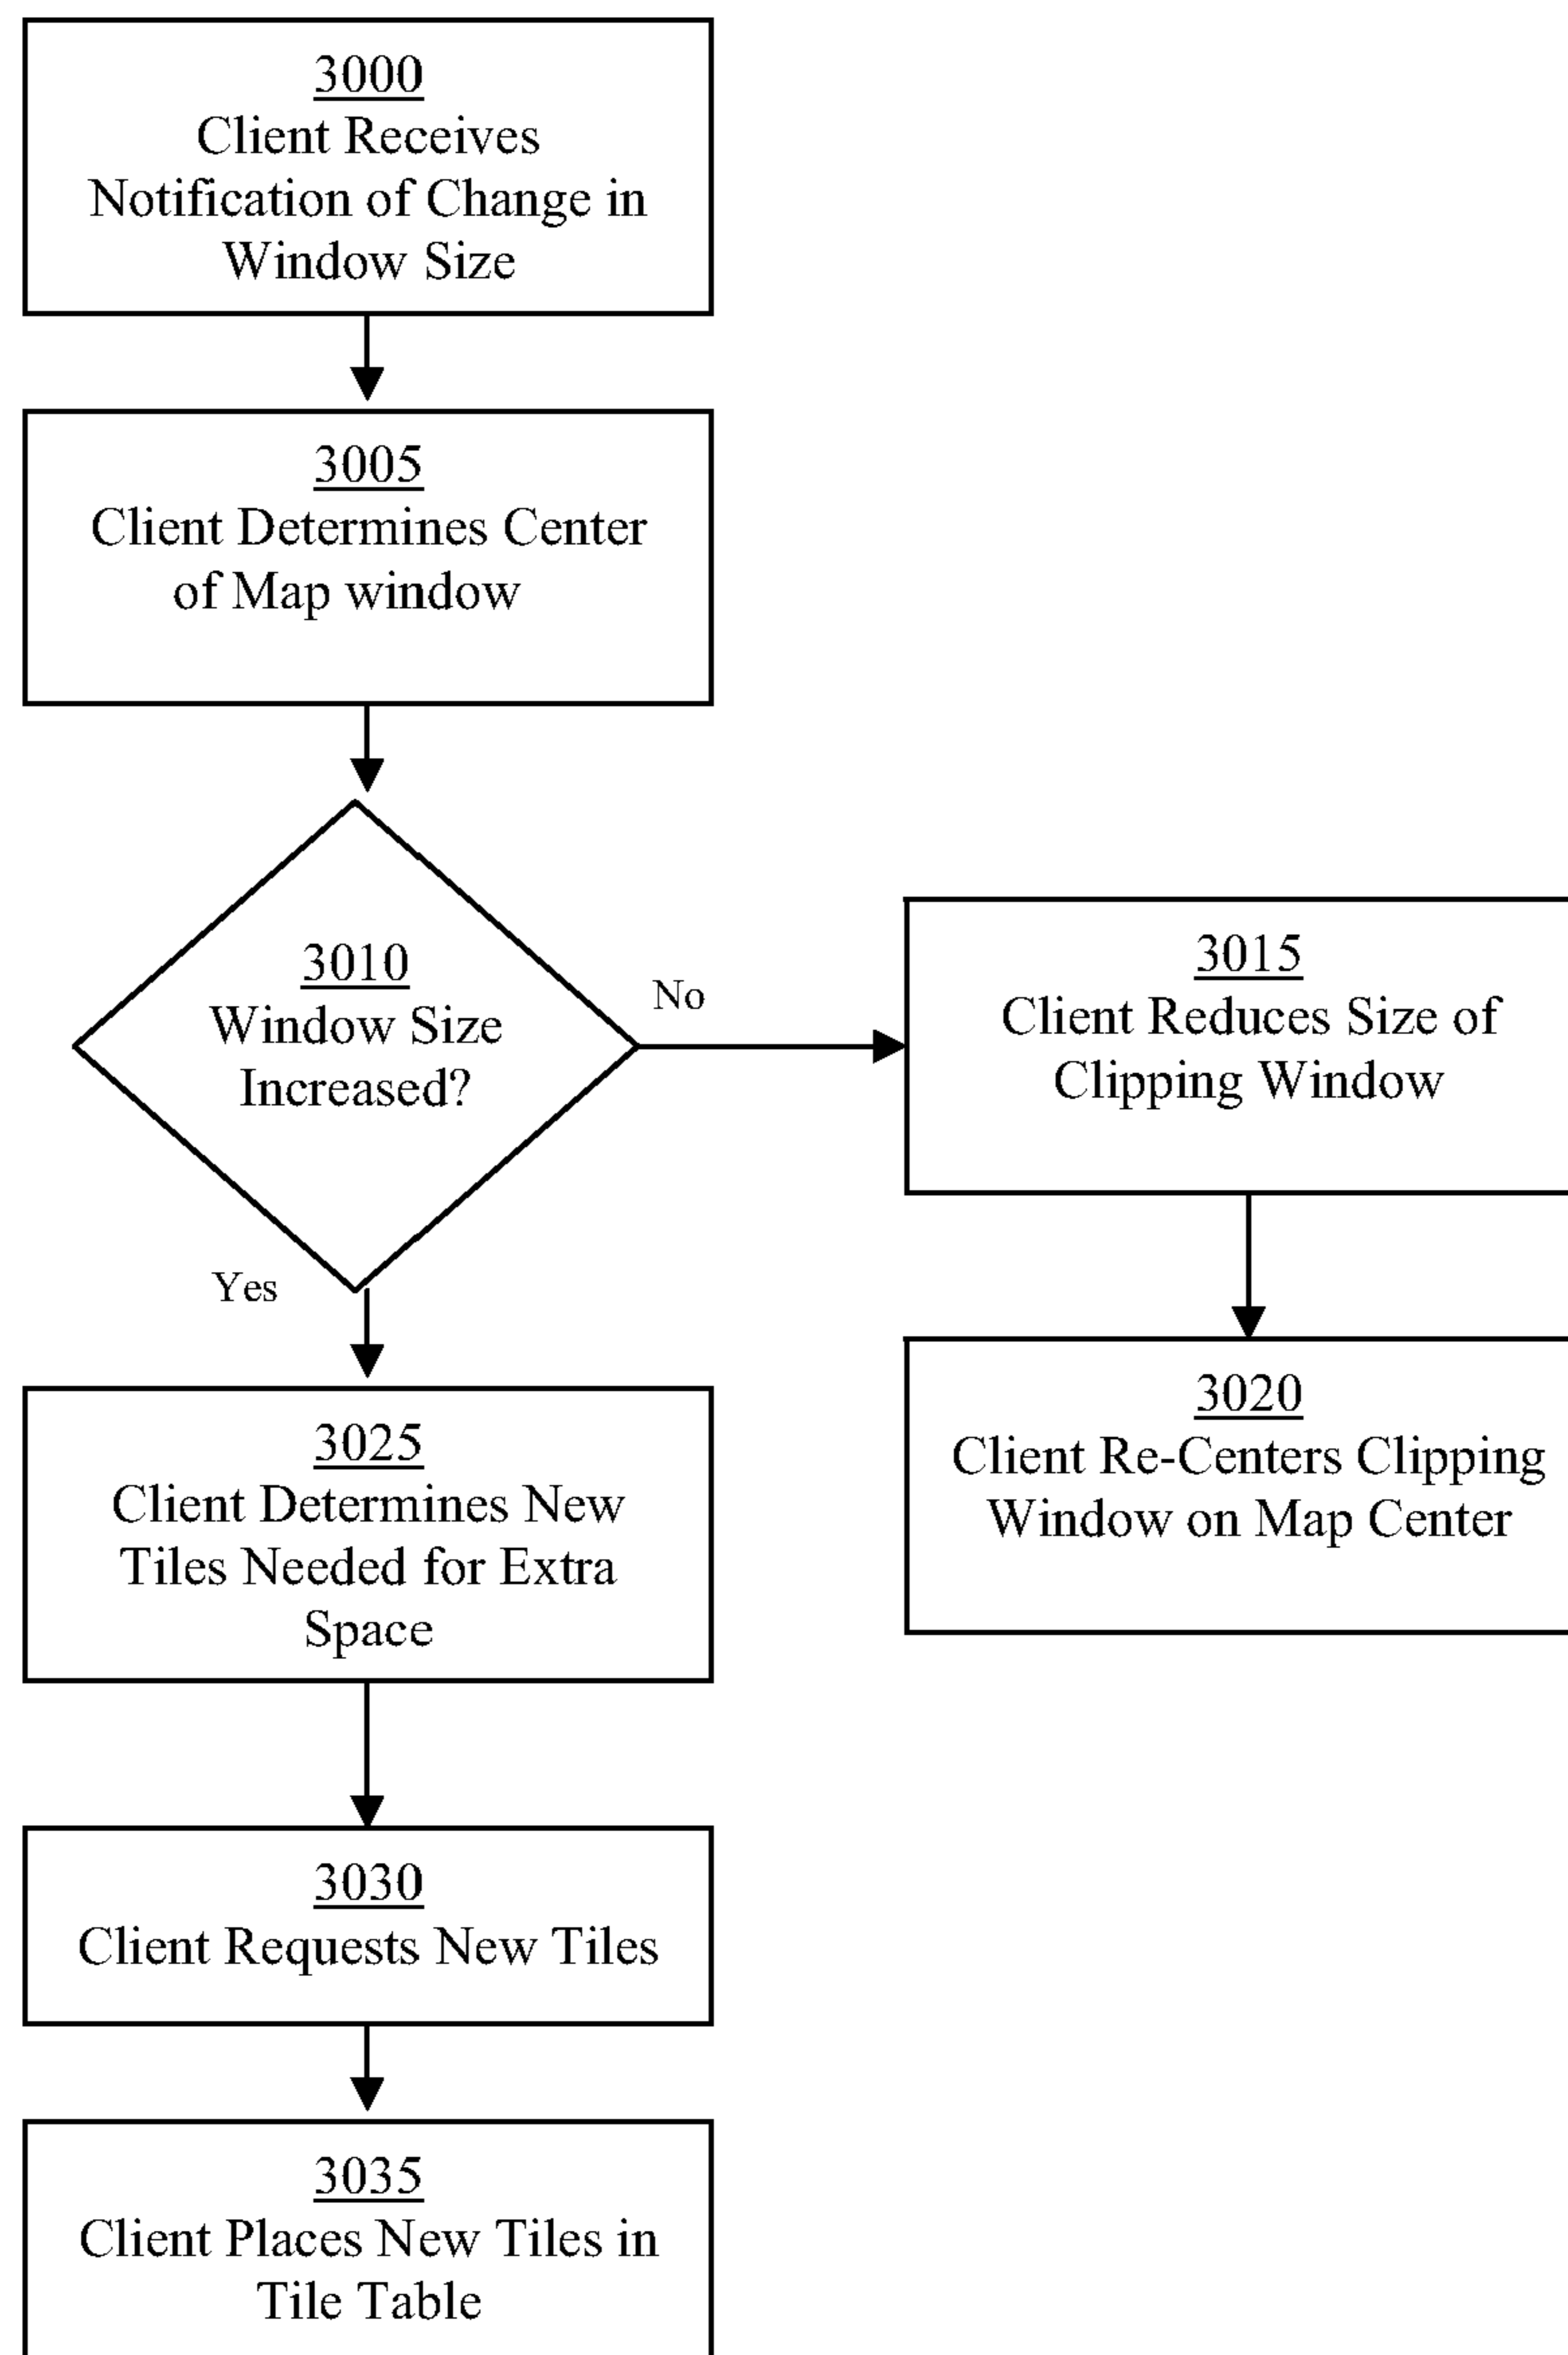 3000
Client Receives
Notification of Change in
Window Size
3005
Client Determines Center
of Map window
3010
Window Size
Increased?
No
Yes
3015
Client Reduces Size of
Clipping Window
3020
Client Re-Centers Clipping
Window on Map Center
3025
Client Determines New
Tiles Needed for Extra
Space
3030
Client Requests New Tiles
3035
Client Places New Tiles in
Tile Table